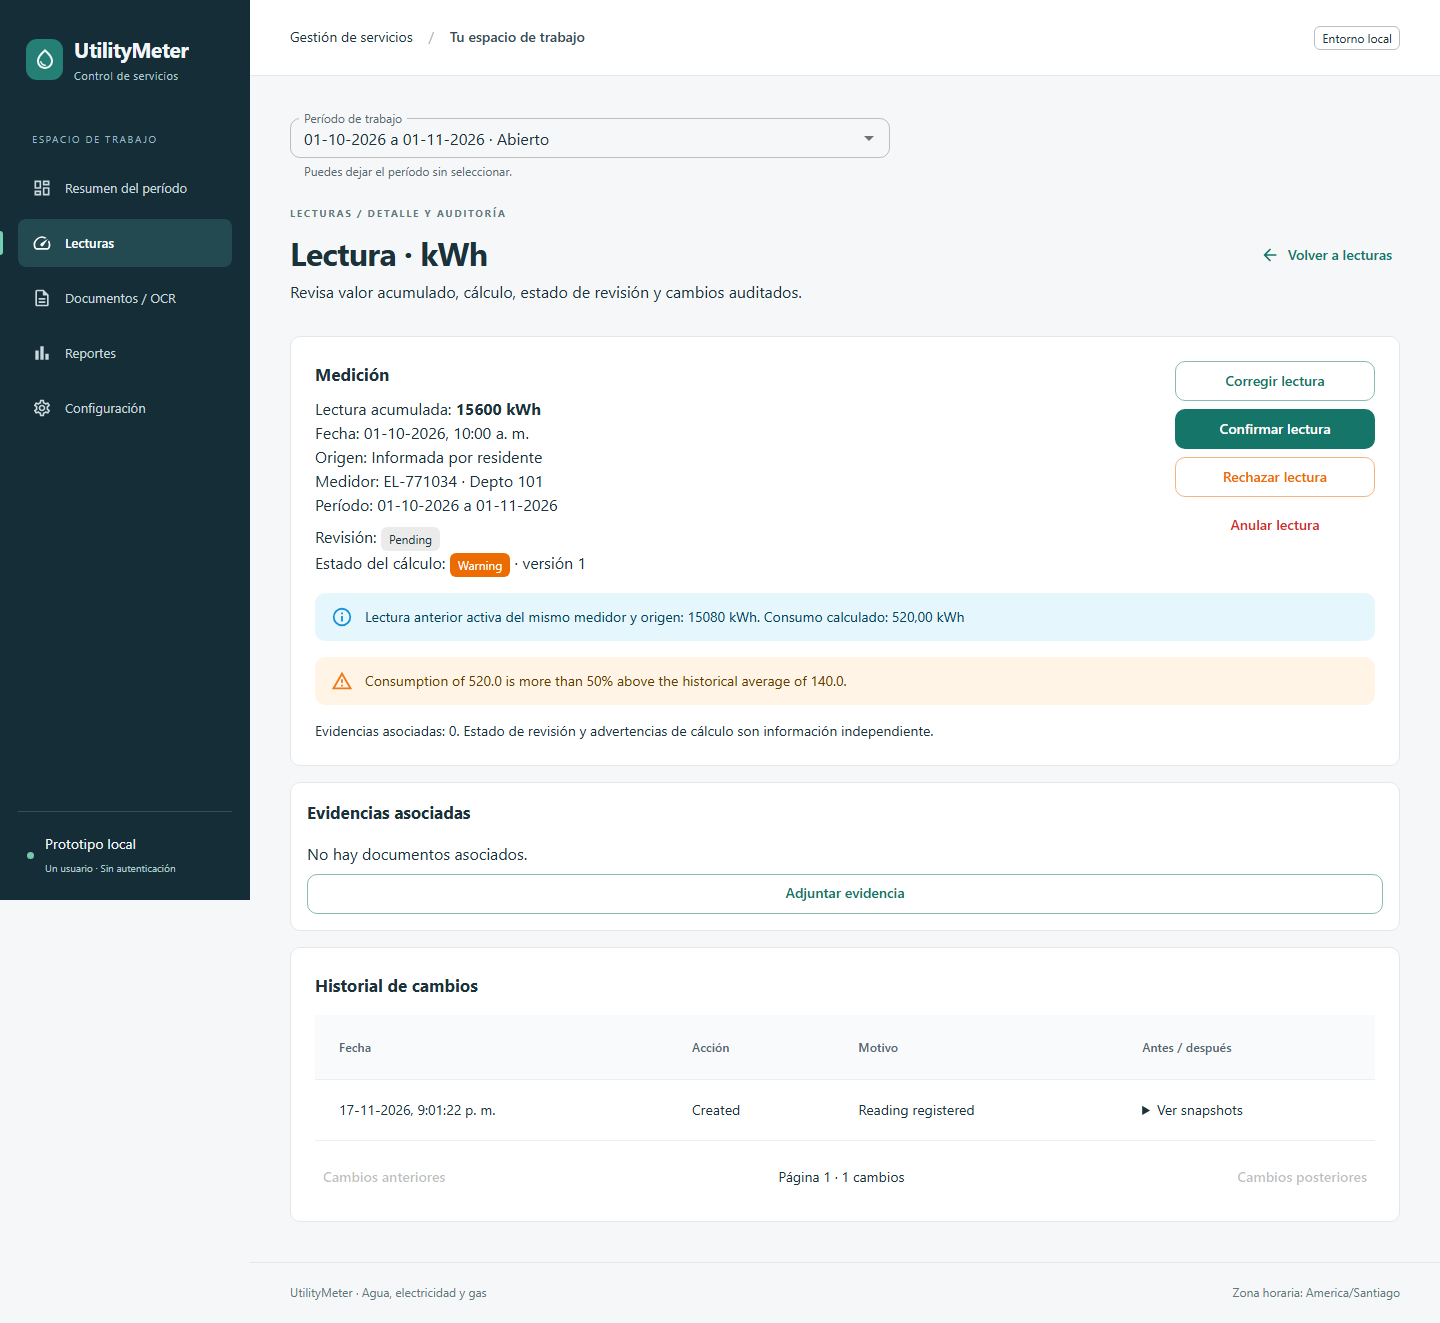 UtilityMeter
Control de servicios
ESPACIO DE TRABAJO
Resumen del período
Lecturas
Documentos / OCR
Reportes
Configuración
Prototipo local
Un usuario · Sin autenticación
Gestión de servicios / Tu espacio de trabajo
Entorno local
Período de trabajo
01-10-2026 a 01-11-2026 · Abierto
Puedes dejar el período sin seleccionar.
LECTURAS / DETALLE Y AUDITORÍA
Lectura · kWh
Volver a lecturas
Revisa valor acumulado, cálculo, estado de revisión y cambios auditados.
Medición
Lectura acumulada: 15600 kWh
Fecha: 01-10-2026, 10:00 a. m.
Origen: Informada por residente
Medidor: EL-771034 · Depto 101
Período: 01-10-2026 a 01-11-2026
Revisión: Pending
Estado del cálculo: Warning · versión 1
Corregir lectura
Confirmar lectura
Rechazar lectura
Anular lectura
Lectura anterior activa del mismo medidor y origen: 15080 kWh. Consumo calculado: 520,00 kWh
Consumption of 520.0 is more than 50% above the historical average of 140.0.
Evidencias asociadas: 0. Estado de revisión y advertencias de cálculo son información independiente.
Evidencias asociadas
No hay documentos asociados.
Adjuntar evidencia
Historial de cambios
Fecha Acción Motivo Antes / después
17-11-2026, 9:01:22 p. m. Created Reading registered Ver snapshots
Cambios anteriores Página 1 · 1 cambios Cambios posteriores
UtilityMeter · Agua, electricidad y gas
Zona horaria: America/Santiago